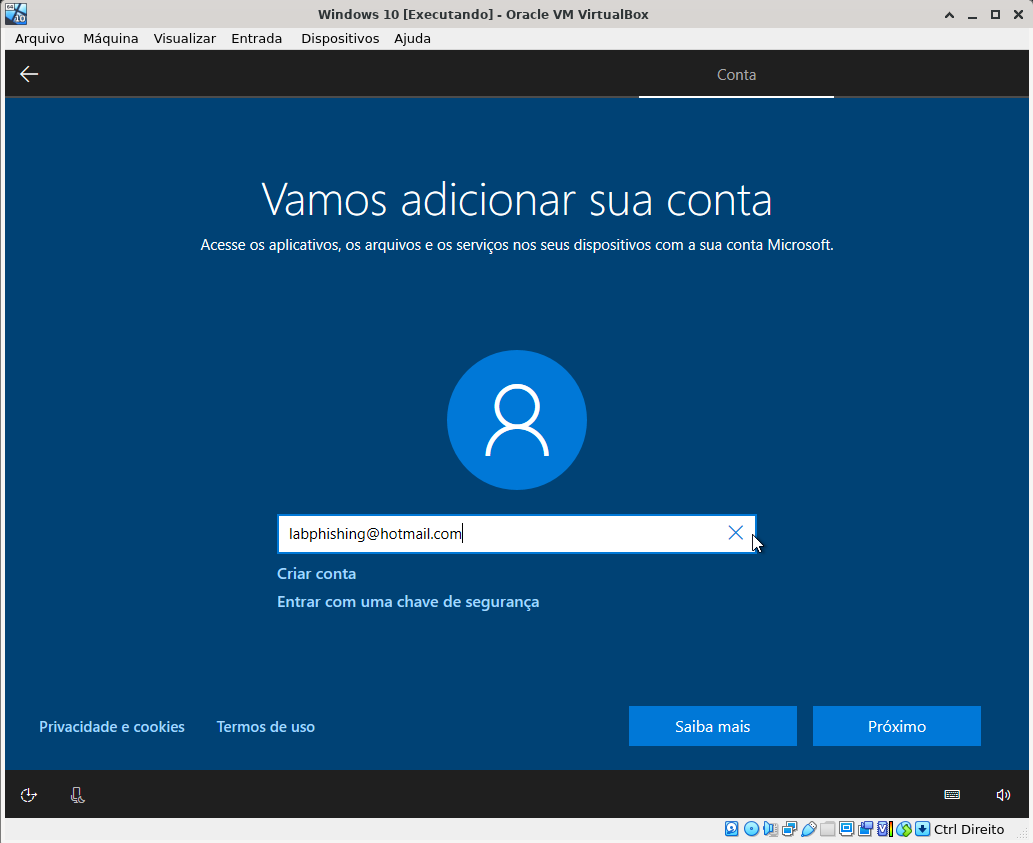 Windows 10 [Executando] - Oracle VM VirtualBox
Arquivo Máquina Visualizar Entrada Dispositivos Ajuda
Conta
Vamos adicionar sua conta
Acesse os aplicativos, os arquivos e os serviços nos seus dispositivos com a sua conta Microsoft.
labphishing@hotmail.com
Criar conta
Entrar com uma chave de segurança
Privacidade e cookies Termos de uso Saiba mais Próximo
Ctrl Direito